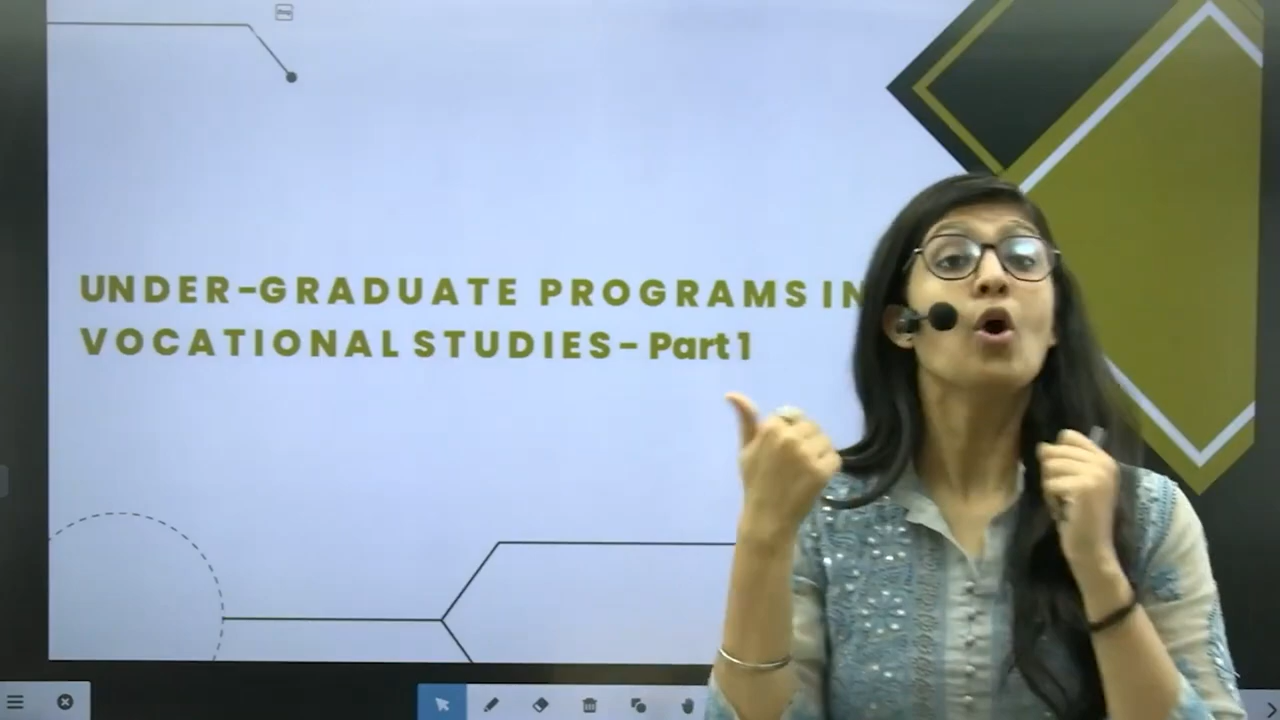 UNDER-GRADUATE PROGRAMS IN
VOCATIONAL STUDIES- Part 1